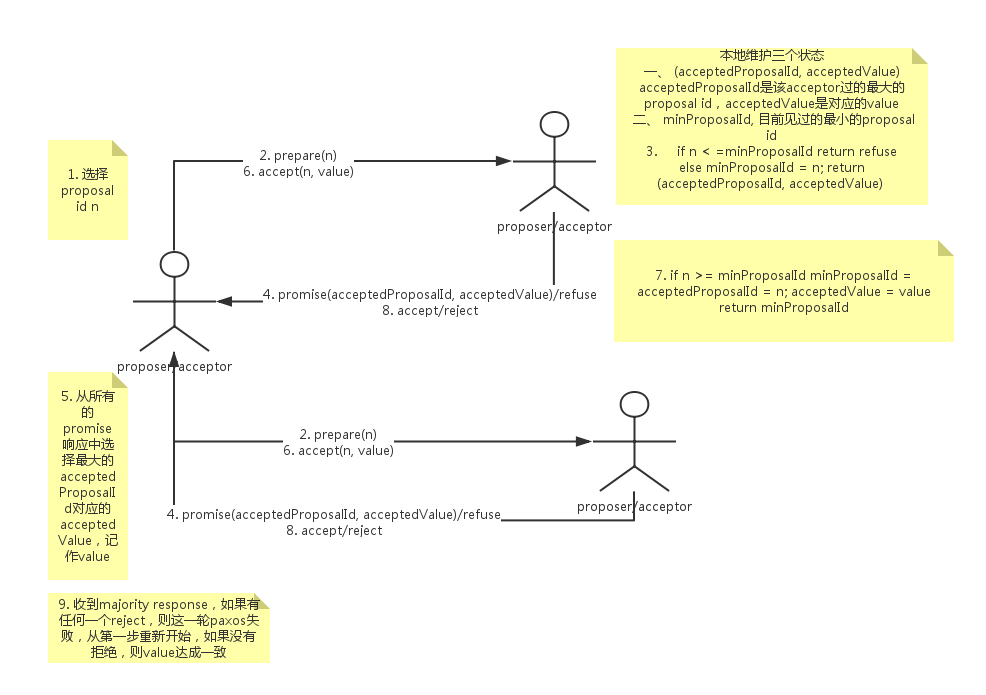 本地维护三个状态
一、 (acceptedProposalId, acceptedValue)
acceptedProposalId是该acceptor过的最大的
proposal id，acceptedValue是对应的value
二、 minProposalId, 目前见过的最小的proposal
id
3. if n < =minProposalId return refuse
else minProposalId = n; return
(acceptedProposalId, acceptedValue)
1. 选择
proposal
id n
2. prepare(n)
6. accept(n, value)
proposer/acceptor
7. if n >= minProposalId minProposalId =
acceptedProposalId = n; acceptedValue = value
return minProposalId
4. promise(acceptedProposalId, acceptedValue)/refuse
8. accept/reject
proposer/acceptor
5. 从所有
的
promise
响应中选
择最大的
accepted
ProposalI
d对应的
accepted
Value，记
作value
2. prepare(n)
6. accept(n, value)
proposer/acceptor
4. promise(acceptedProposalId, acceptedValue)/refuse
8. accept/reject
9. 收到majority response，如果有
任何一个reject，则这一轮paxos失
败，从第一步重新开始，如果没有
拒绝，则value达成一致